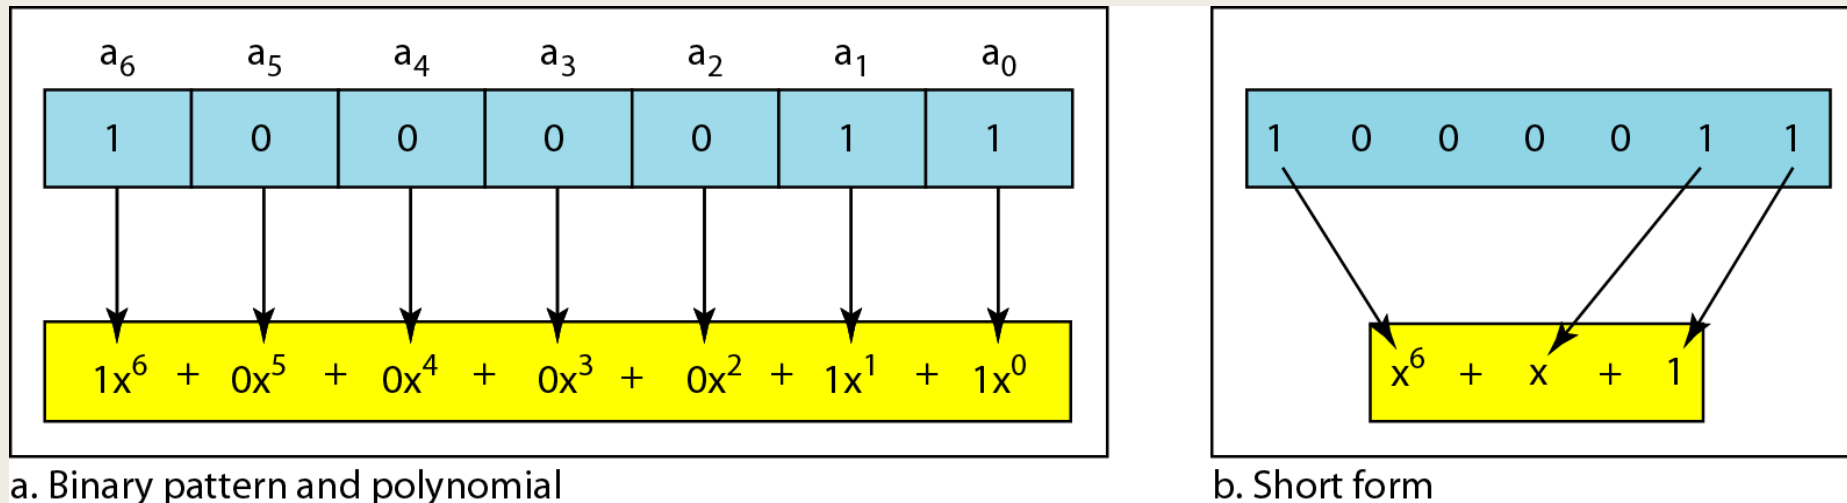 a₆ a₅ a₄ a₃ a₂ a₁ a₀
1 0 0 0 0 1 1
1x⁶ + 0x⁵ + 0x⁴ + 0x³ + 0x² + 1x¹ + 1x⁰
a. Binary pattern and polynomial
1 0 0 0 0 1 1
x⁶ + x + 1
b. Short form